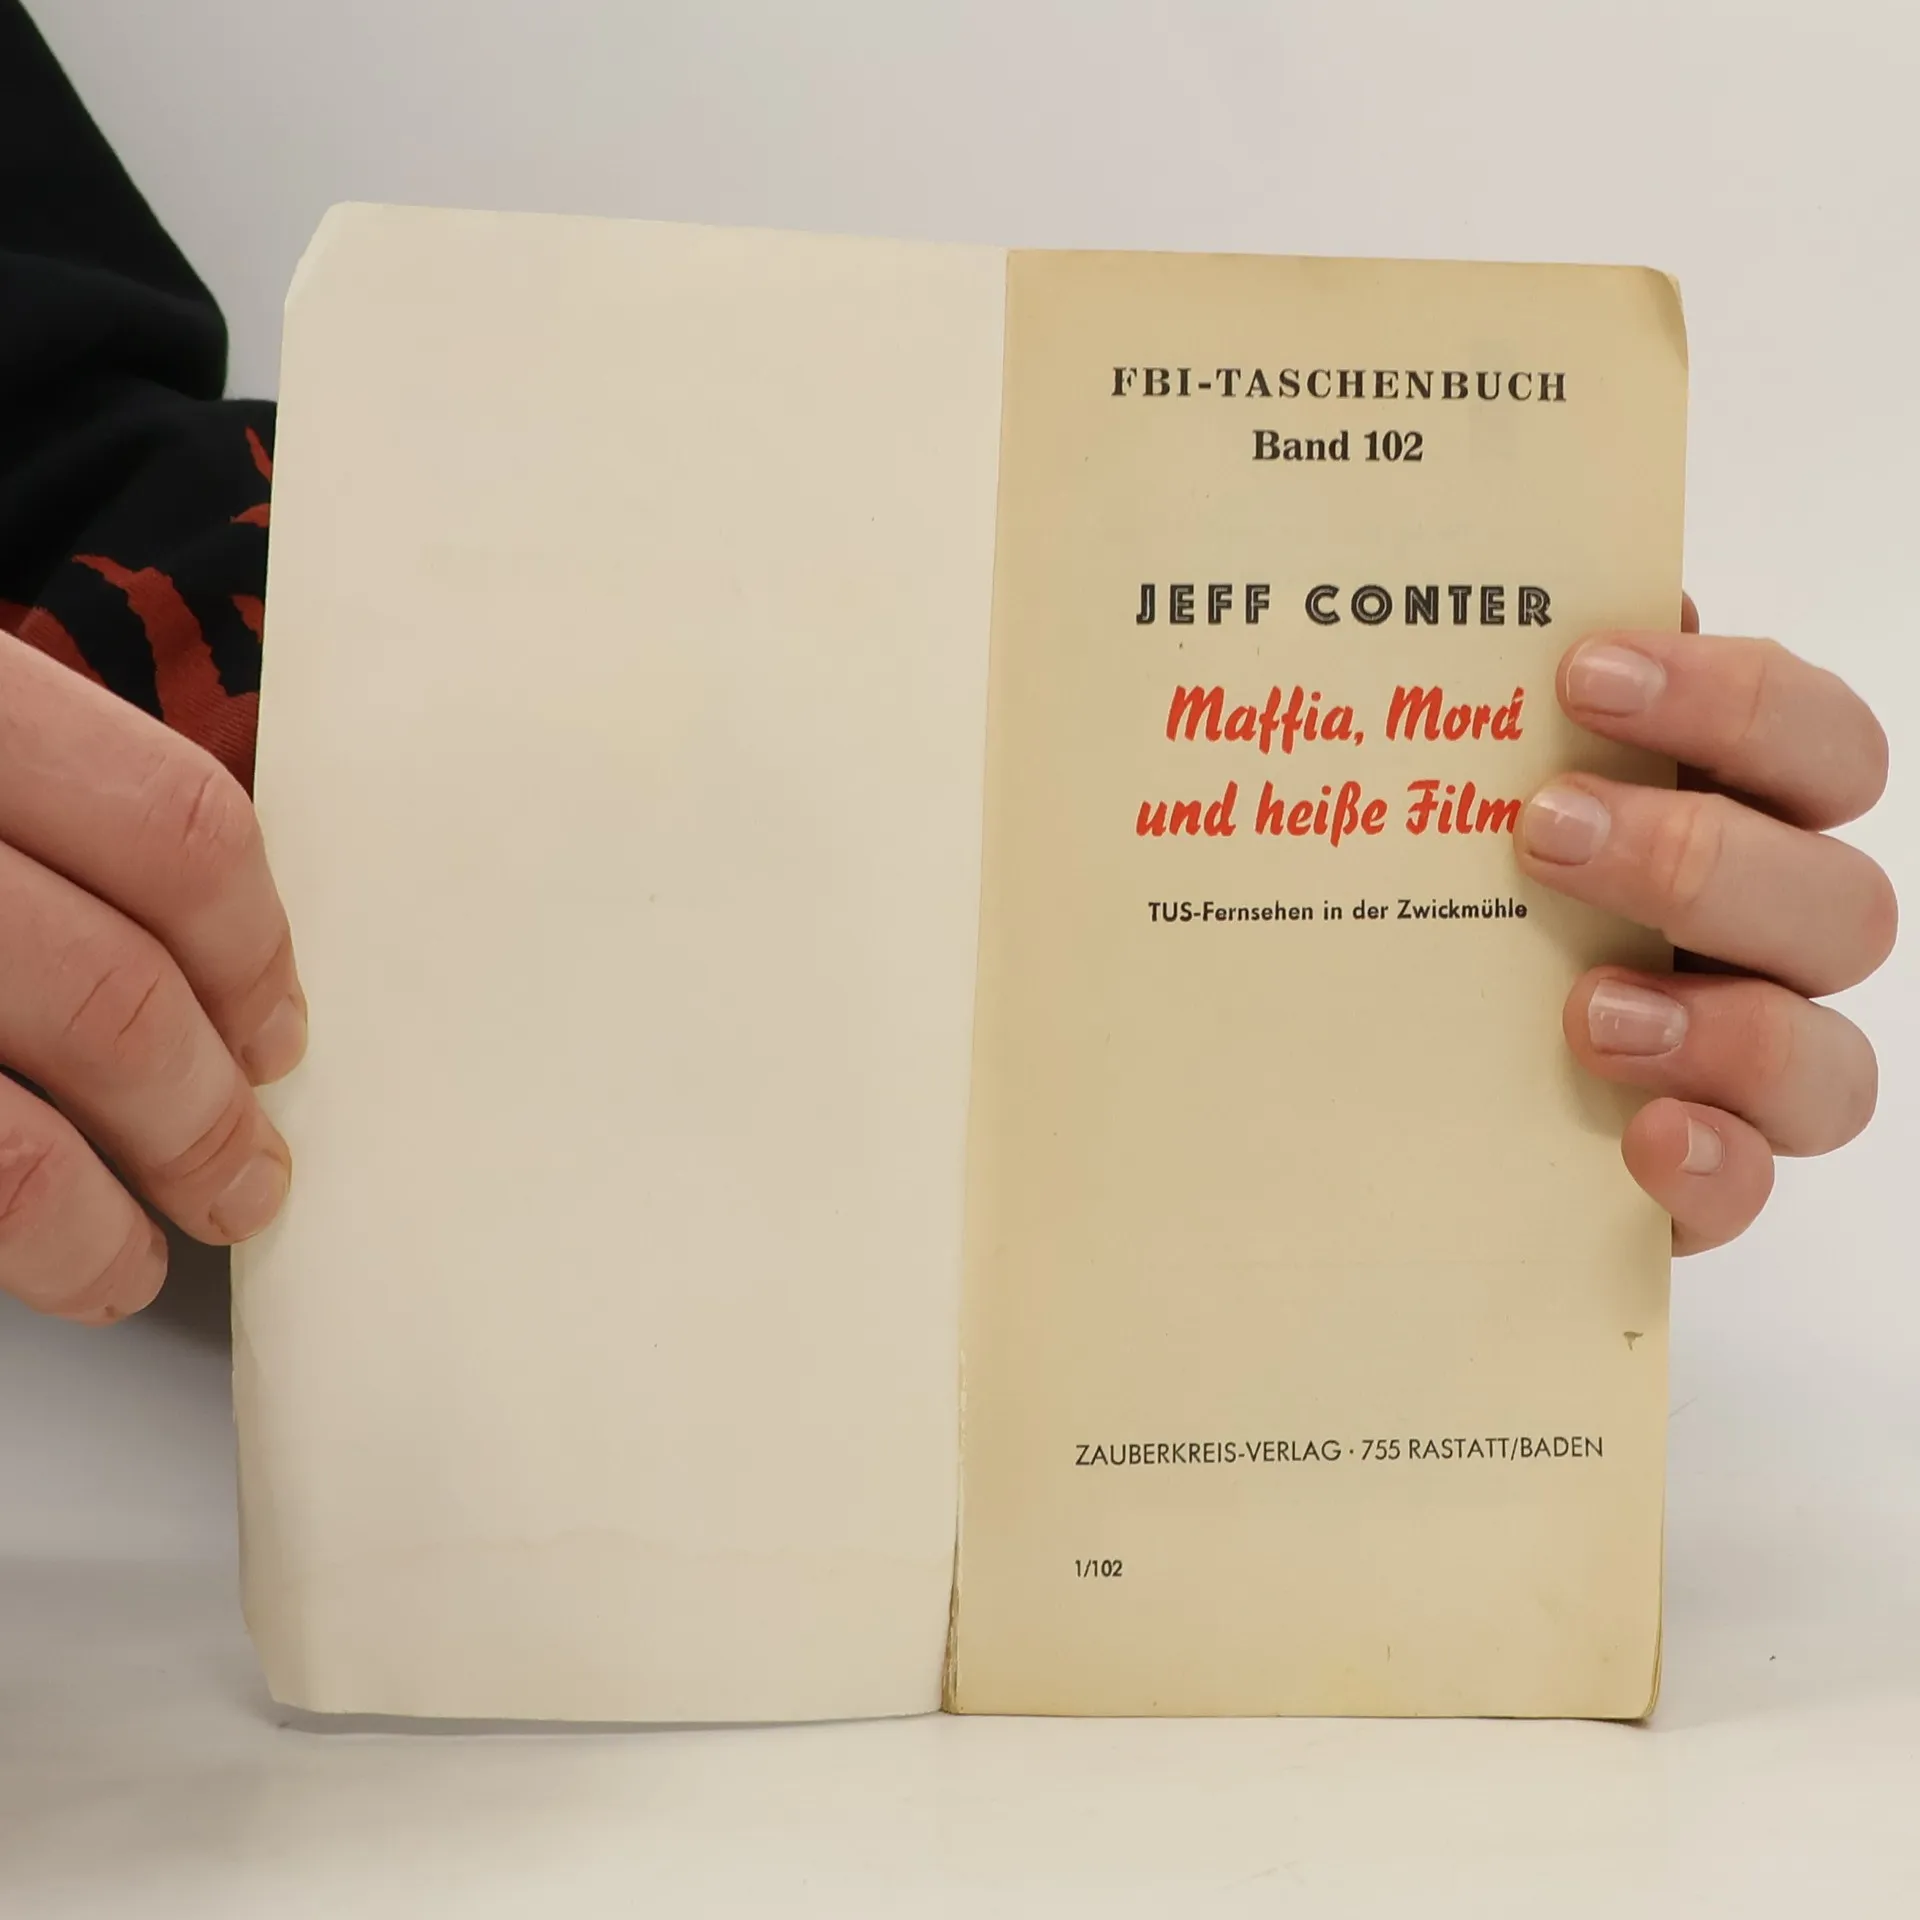 FBI-TASCHENBUCH
Band 102
JEFF CONTER
Maffia, Mord
und heiße Film
TUS-Fernsehen in der Zwickmühle
ZAUBERKREIS-VERLAG · 755 RASTATT/BADEN
1/102